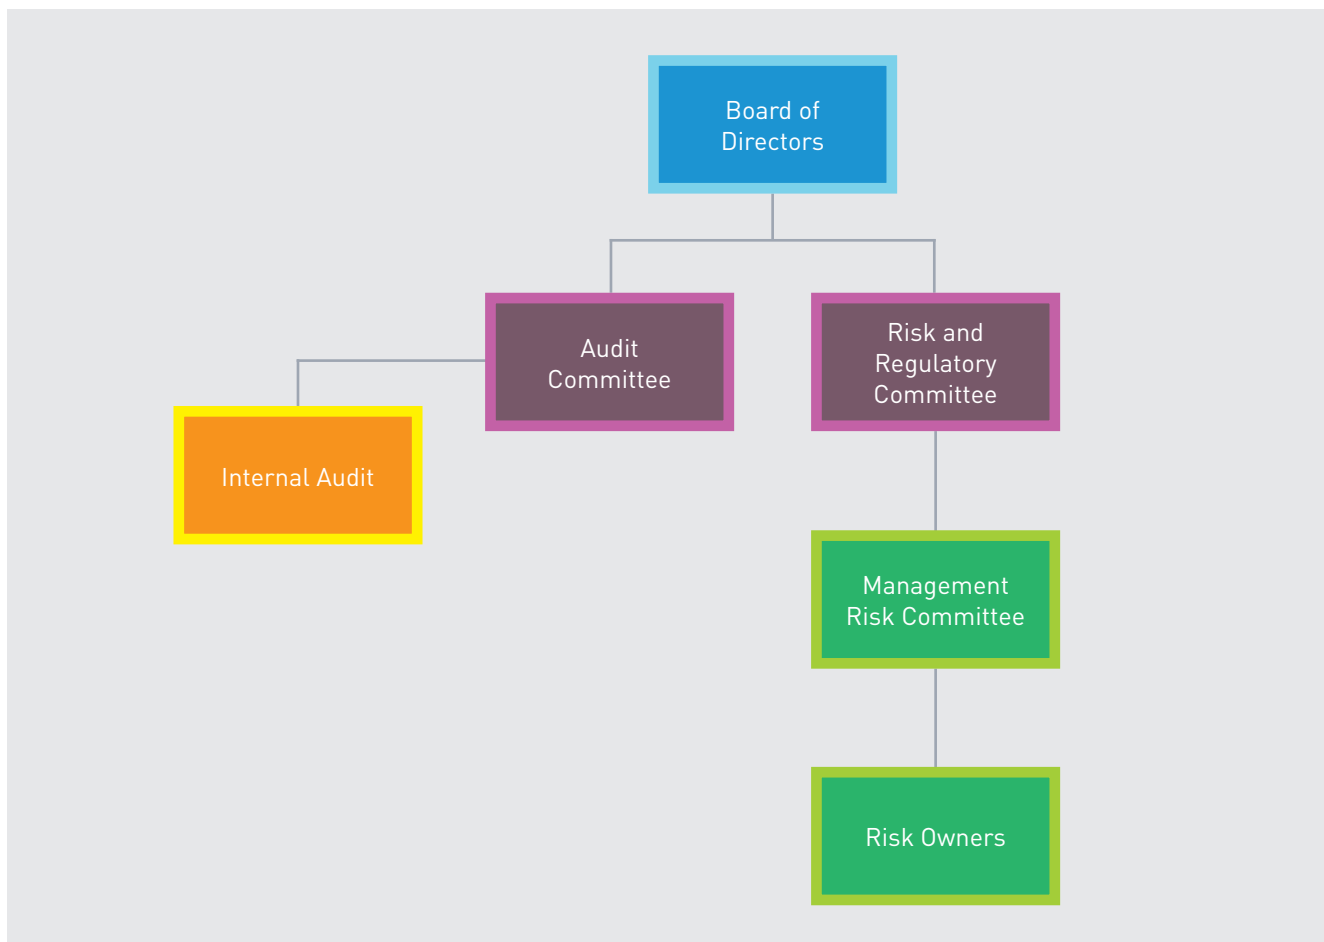 Board of
Directors
Audit
Committee
Risk and
Regulatory
Committee
Internal Audit
Management
Risk Committee
Risk Owners